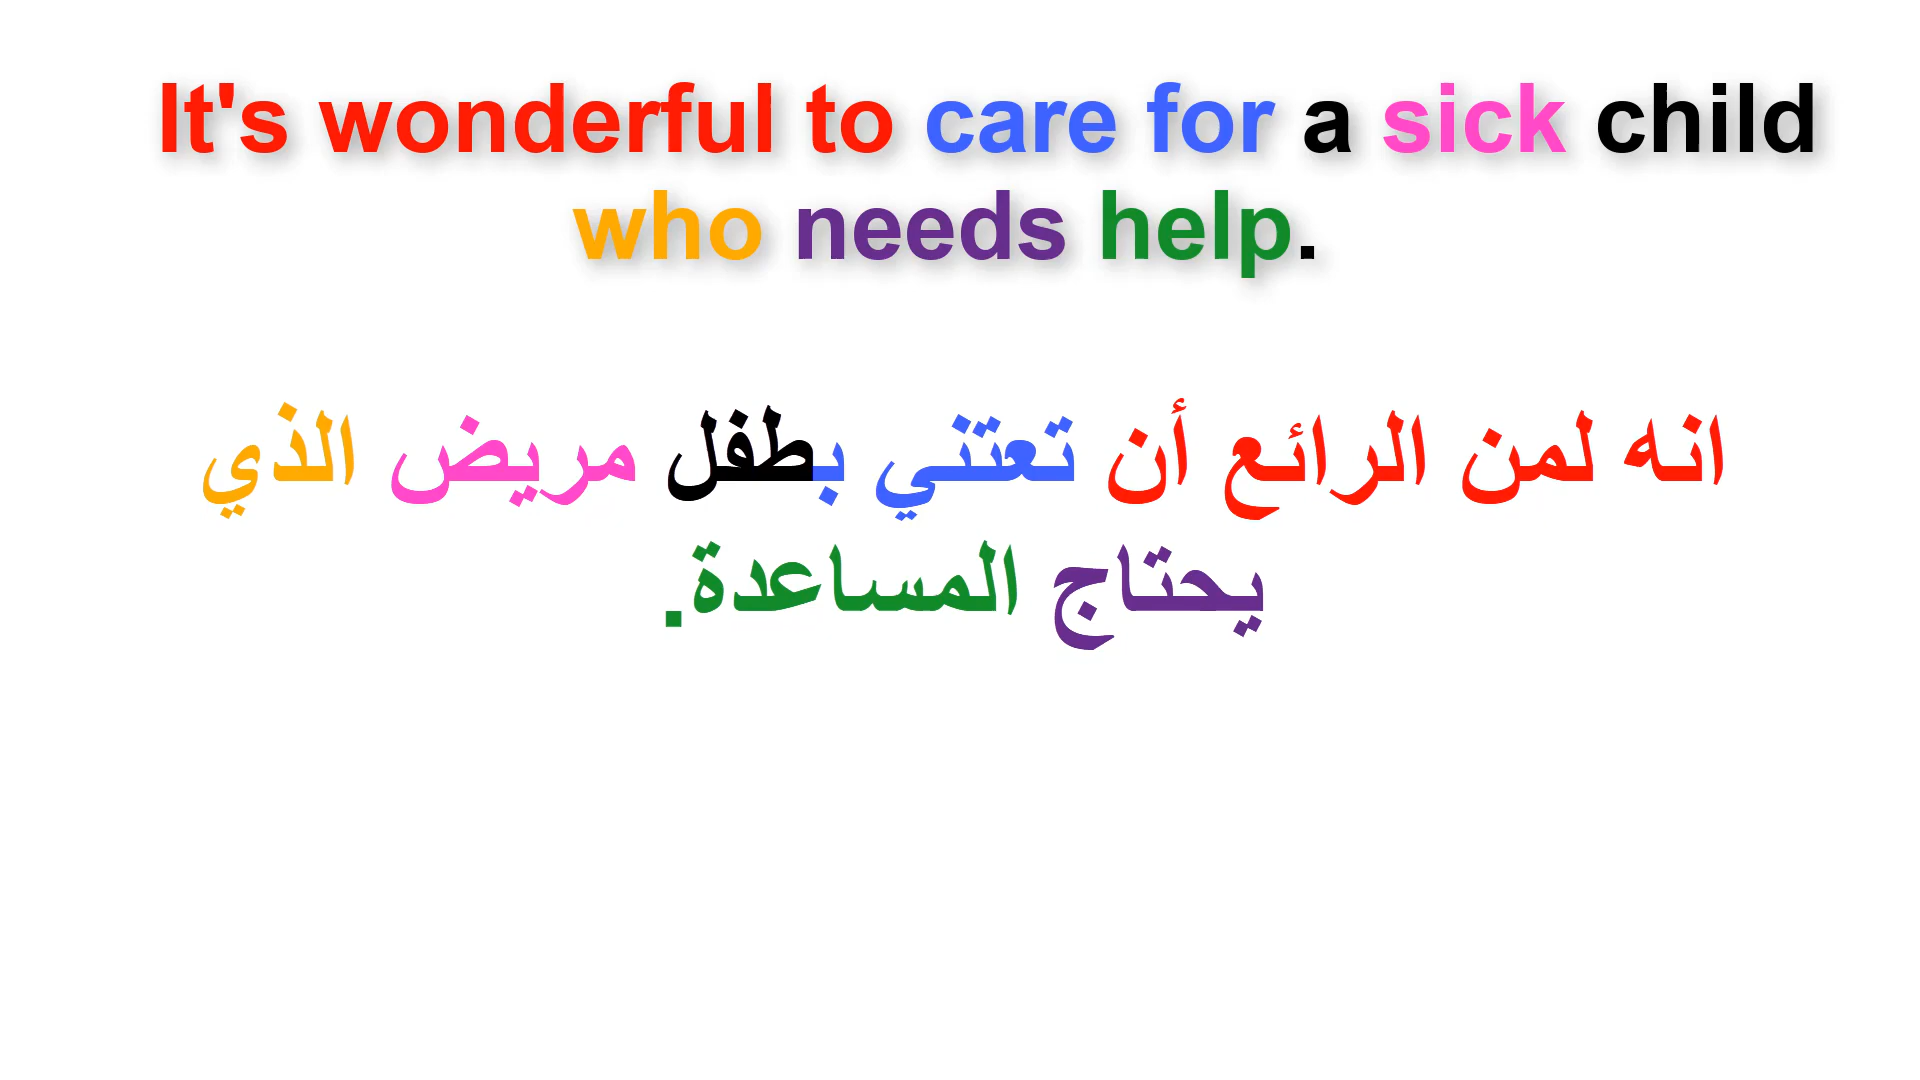 It's wonderful to care for a sick child
who needs help.
انه لمن الرائع أن تعتني بطفل مريض الذي
يحتاج المساعدة.